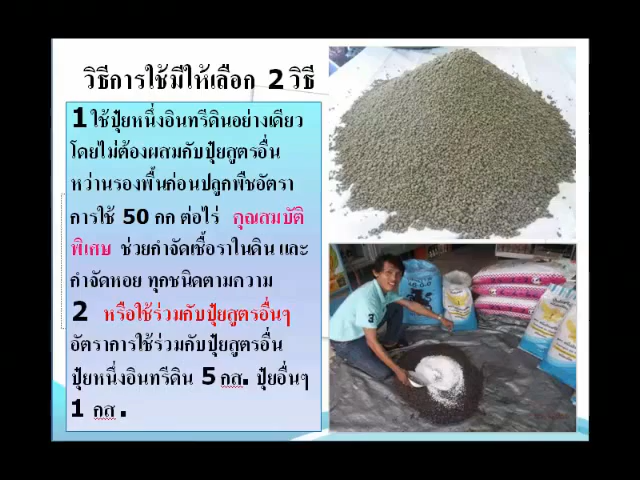 วิธีการใช้มีให้เลือก 2 วิธี
1 ใช้ปุ๋ยหนึ่งอินทรีดินอย่างเดียว
โดยไม่ต้องผสมกับปุ๋ยสูตรอื่น
หว่านรองพื้นก่อนปลูกพืชอัตรา
การใช้ 50 กก ต่อไร่ คุณสมบัติ
พิเศษ ช่วยกำจัดเชื้อราในดิน และ
กำจัดหอย ทุกชนิดตามความ
2 หรือใช้ร่วมกับปุ๋ยสูตรอื่นๆ
อัตราการใช้ร่วมกับปุ๋ยสูตรอื่น
ปุ๋ยหนึ่งอินทรีดิน 5 กส. ปุ๋ยอื่นๆ
1 กส .
46-0-0